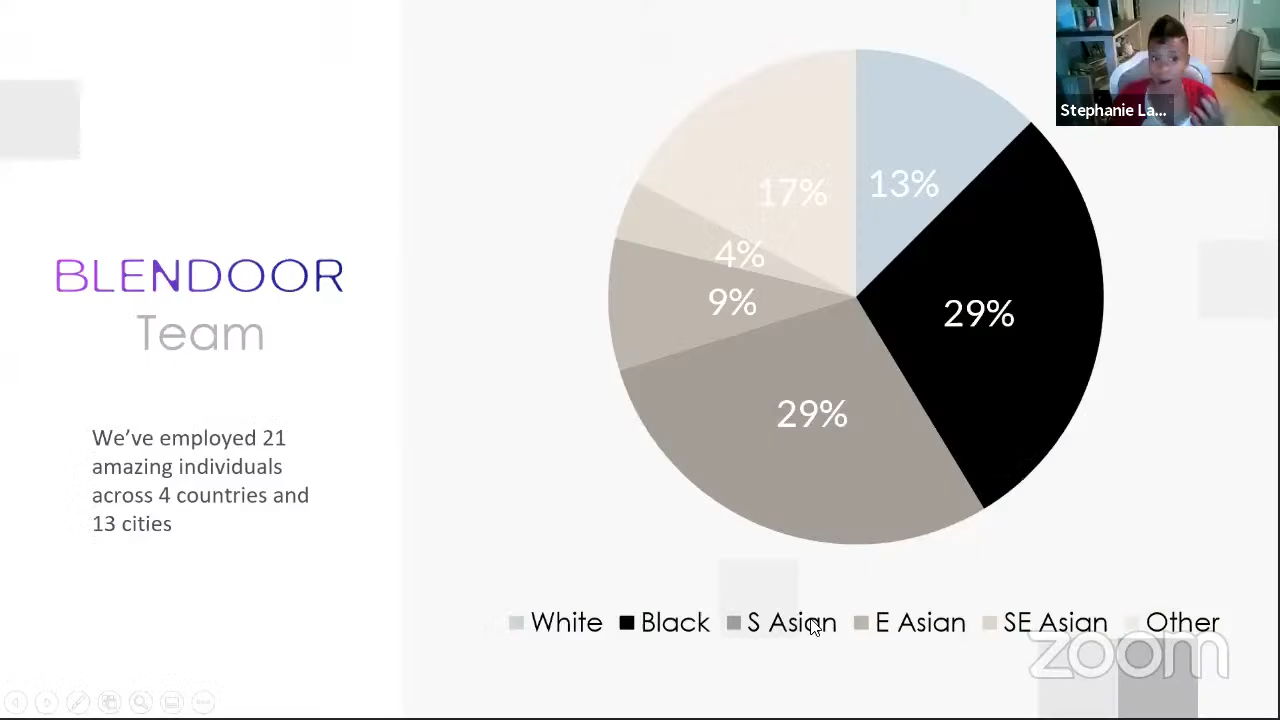 BLENDOOR
Team
We’ve employed 21
amazing individuals
across 4 countries and
13 cities
17%
13%
4%
9%
29%
29%
White Black S Asian E Asian SE Asian Other
Stephanie La...
zoom